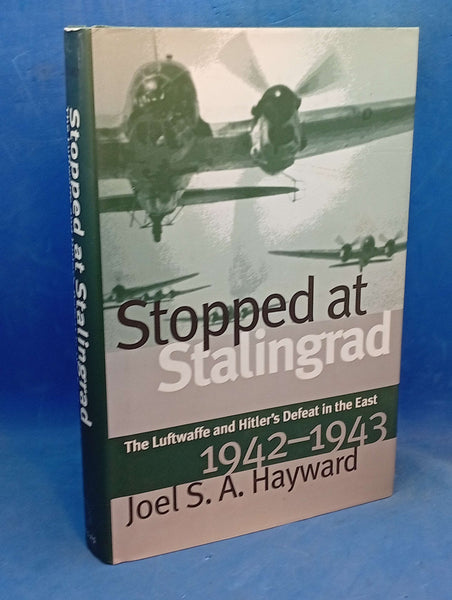 Stopped at
Stalingrad
The Luftwaffe and Hitler's Defeat in the East
1942–1943
Joel S. A. Hayward
Stopped at Stalingrad